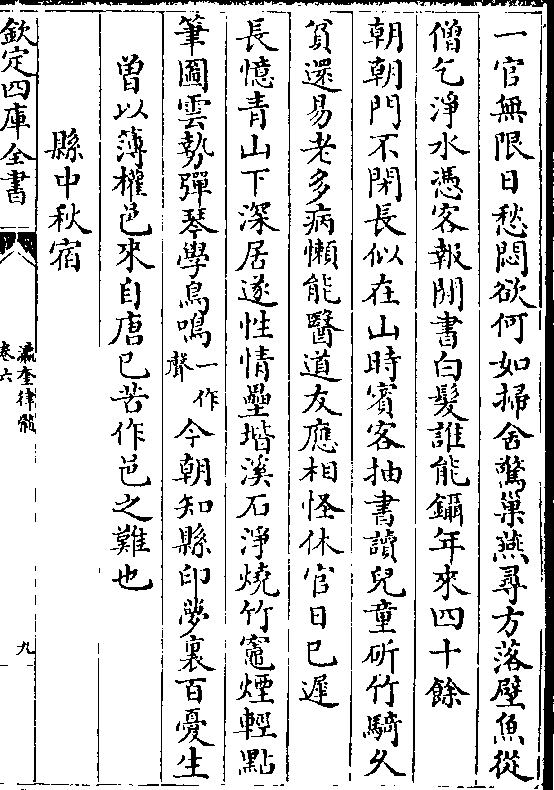 一官無限日愁悶欲何如掃舍驚巢燕尋方落壁魚從
僧乞淨水憑客報閒書白髮誰能鑷年來四十餘
朝朝門不閉長似在山時賓客抽書讀兒童斫竹騎久
貧還易老多病懶能醫道友應相怪休官日已遲
長憶青山下深居遂性情壘堦溪石淨燒竹竈煙輕點
筆圖雲勢彈琴學鳥鳴一作聲今朝知縣印夢裏百憂生
曽以薄權邑來自唐已苦作邑之難也
縣中秋宿
欽定四庫全書
瀛奎律髓
卷六
九